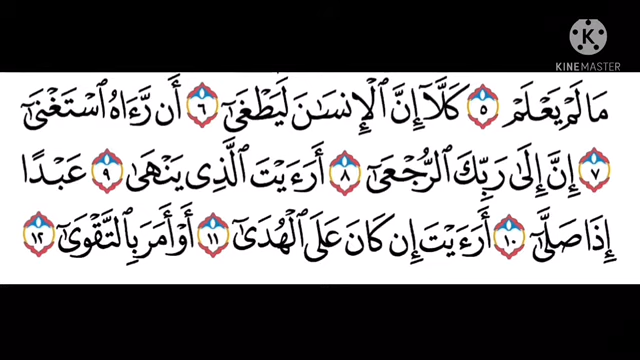 KINEMASTER
مَا لَمْ يَعْلَمْ ٥ كَلَّآ إِنَّ ٱلْإِنسَٰنَ لَيَطْغَىٰٓ ٦ أَن رَّءَاهُ ٱسْتَغْنَىٰٓ
٧ إِنَّ إِلَىٰ رَبِّكَ ٱلرُّجْعَىٰٓ ٨ أَرَءَيْتَ ٱلَّذِى يَنْهَىٰ ٩ عَبْدًا
إِذَا صَلَّىٰٓ ١٠ أَرَءَيْتَ إِن كَانَ عَلَى ٱلْهُدَىٰٓ ١١ أَوْ أَمَرَ بِٱلتَّقْوَىٰٓ ١٢